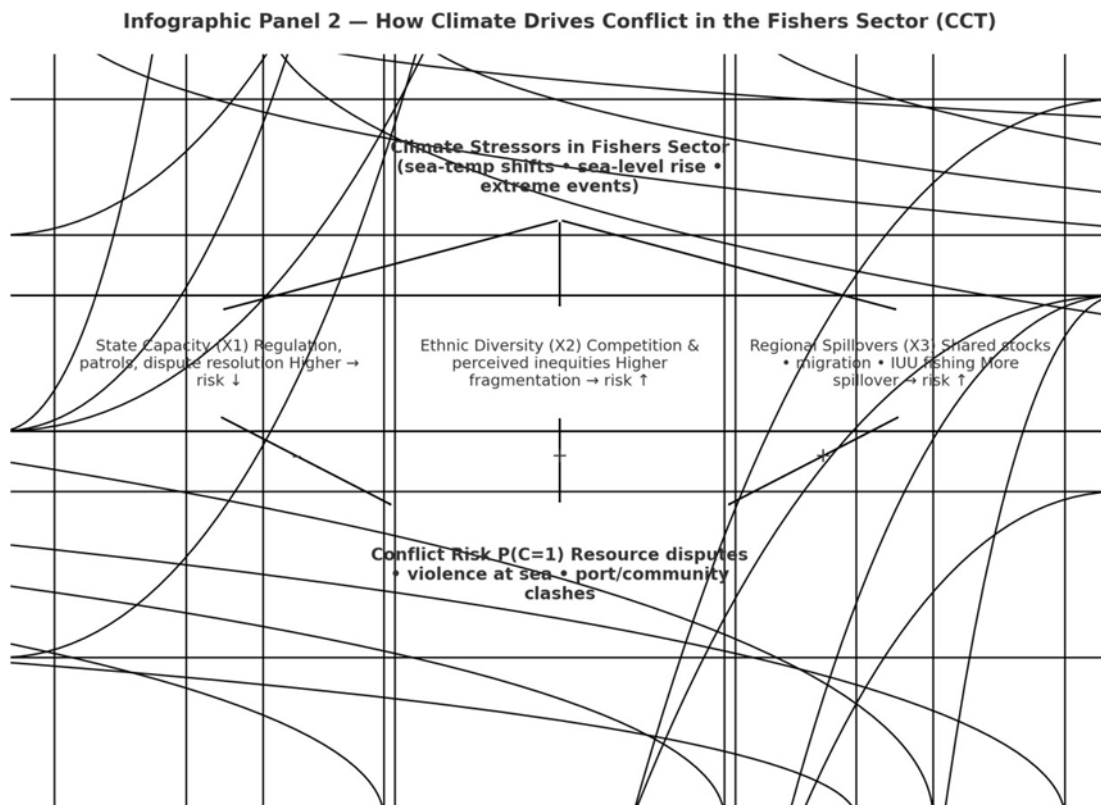 Infographic Panel 2 — How Climate Drives Conflict in the Fishers Sector (CCT)
Climate Stressors in Fishers Sector
(sea-temp shifts • sea-level rise •
extreme events)
State Capacity (X1) Regulation,
patrols, dispute resolution Higher →
risk ↓
Ethnic Diversity (X2) Competition &
perceived inequities Higher
fragmentation → risk ↑
Regional Spillovers (X3) Shared stocks
• migration • IUU fishing More
spillover → risk ↑
-
+
+
Conflict Risk P(C=1) Resource disputes
• violence at sea • port/community
clashes